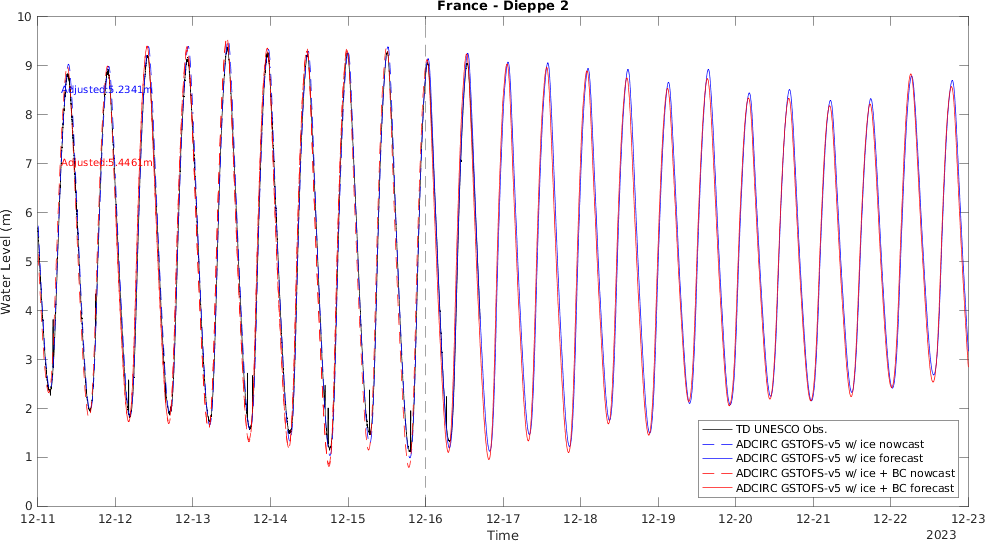 France - Dieppe 2
10
9
8
7
6
5
4
3
2
1
0
Water Level (m)
Adjusted:5.2341m
Adjusted:5.4461m
TD UNESCO Obs.
ADCIRC GSTOFS-v5 w/ ice nowcast
ADCIRC GSTOFS-v5 w/ ice forecast
ADCIRC GSTOFS-v5 w/ ice + BC nowcast
ADCIRC GSTOFS-v5 w/ ice + BC forecast
12-11 12-12 12-13 12-14 12-15 12-16 12-17 12-18 12-19 12-20 12-21 12-22 12-23
Time
2023